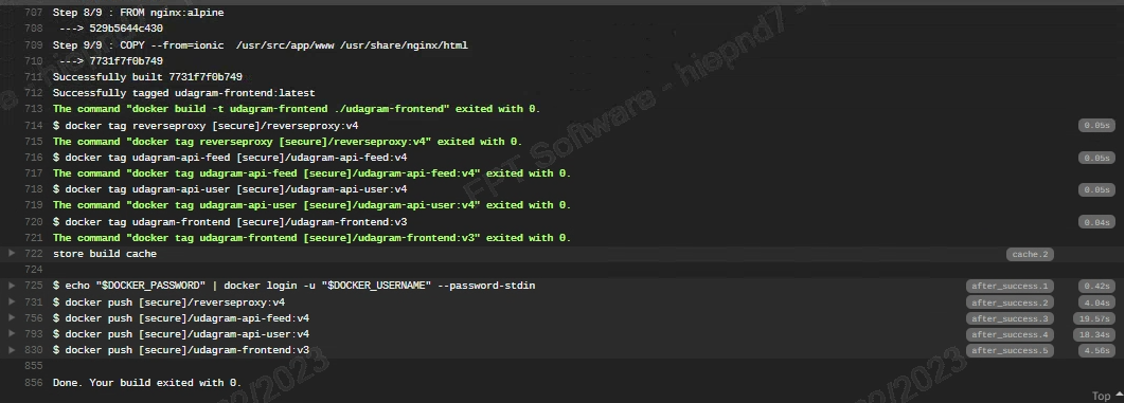 707 Step 8/9 : FROM nginx:alpine
708 ---> 529b5644c430
709 Step 9/9 : COPY --from=ionic /usr/src/app/www /usr/share/nginx/html
710 ---> 7731f7f0b749
711 Successfully built 7731f7f0b749
712 Successfully tagged udagram-frontend:latest
713 The command "docker build -t udagram-frontend ./udagram-frontend" exited with 0.
714 $ docker tag reverseproxy [secure]/reverseproxy:v4 0.05s
715 The command "docker tag reverseproxy [secure]/reverseproxy:v4" exited with 0.
716 $ docker tag udagram-api-feed [secure]/udagram-api-feed:v4 0.05s
717 The command "docker tag udagram-api-feed [secure]/udagram-api-feed:v4" exited with 0.
718 $ docker tag udagram-api-user [secure]/udagram-api-user:v4 0.05s
719 The command "docker tag udagram-api-user [secure]/udagram-api-user:v4" exited with 0.
720 $ docker tag udagram-frontend [secure]/udagram-frontend:v3 0.04s
721 The command "docker tag udagram-frontend [secure]/udagram-frontend:v3" exited with 0.
722 store build cache cache.2
724
725 $ echo "$DOCKER_PASSWORD" | docker login -u "$DOCKER_USERNAME" --password-stdin after_success.1 0.42s
731 $ docker push [secure]/reverseproxy:v4 after_success.2 4.04s
756 $ docker push [secure]/udagram-api-feed:v4 after_success.3 19.57s
793 $ docker push [secure]/udagram-api-user:v4 after_success.4 18.34s
830 $ docker push [secure]/udagram-frontend:v3 after_success.5 4.56s
855
856 Done. Your build exited with 0.
Top
FPT Software - hiepnd7